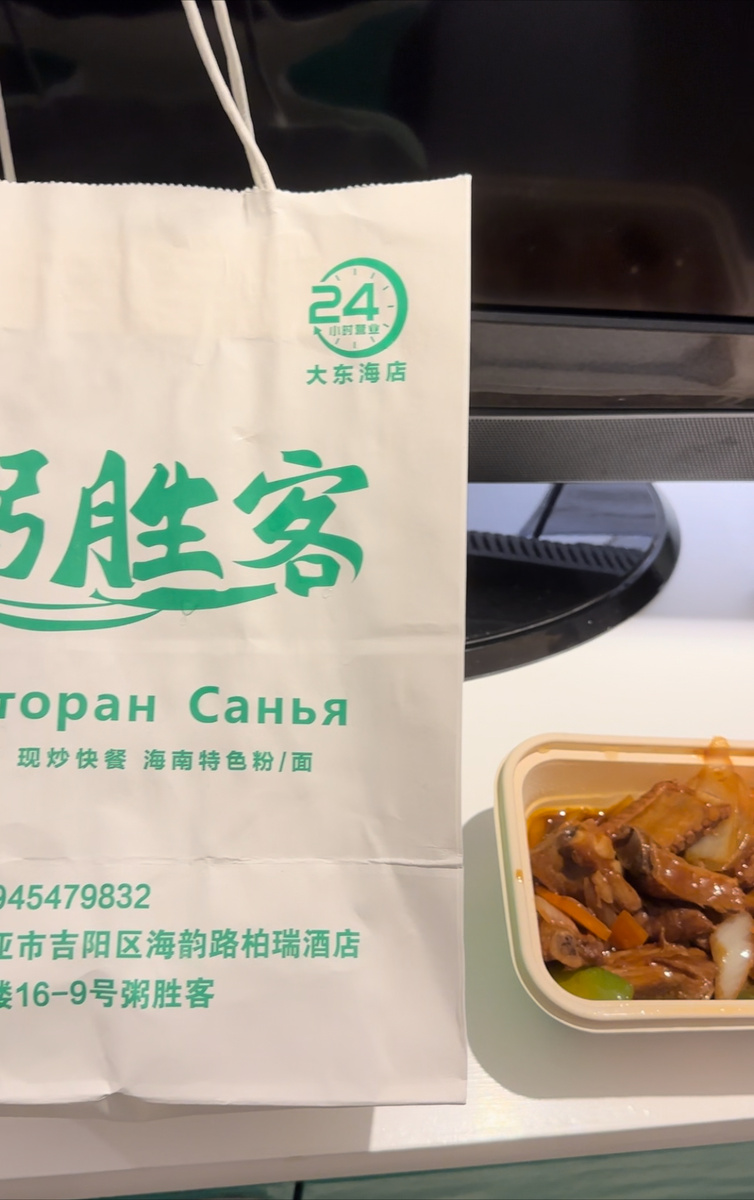 24
小时营业
大东海店
粥胜客
торан Санья
现炒快餐 海南特色粉/面
945479832
亚市吉阳区海韵路柏瑞酒店
楼16-9号粥胜客